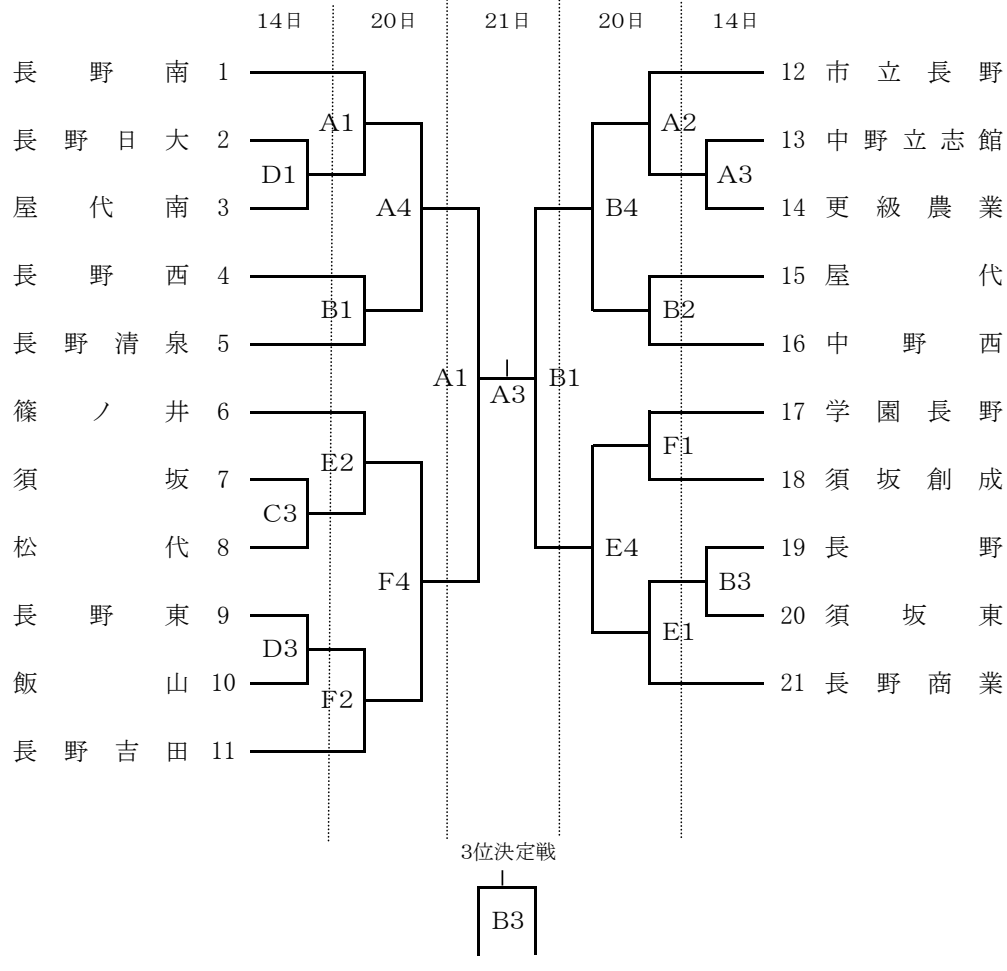 14日 20日 21日 20日 14日
長野南 1
12 市立長野
A1
A2
長野日大 2
13 中野立志館
D1
A3
屋代南 3
A4
B4
14 更級農業
長野西 4
15 屋代
B1
B2
長野清泉 5
16 中野西
A1
A3
B1
篠ノ井 6
17 学園長野
E2
F1
須坂 7
18 須坂創成
C3
松代 8
E4
19 長野
F4
B3
長野東 9
20 須坂東
D3
E1
飯山 10
21 長野商業
F2
長野吉田 11
3位決定戦
B3